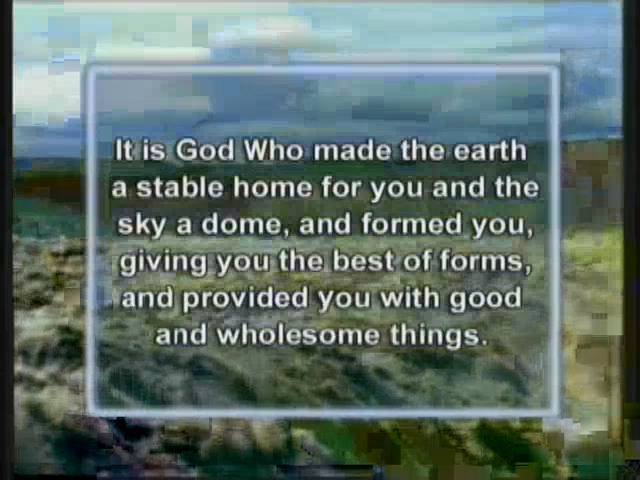 It is God Who made the earth
a stable home for you and the
sky a dome, and formed you,
giving you the best of forms,
and provided you with good
and wholesome things.